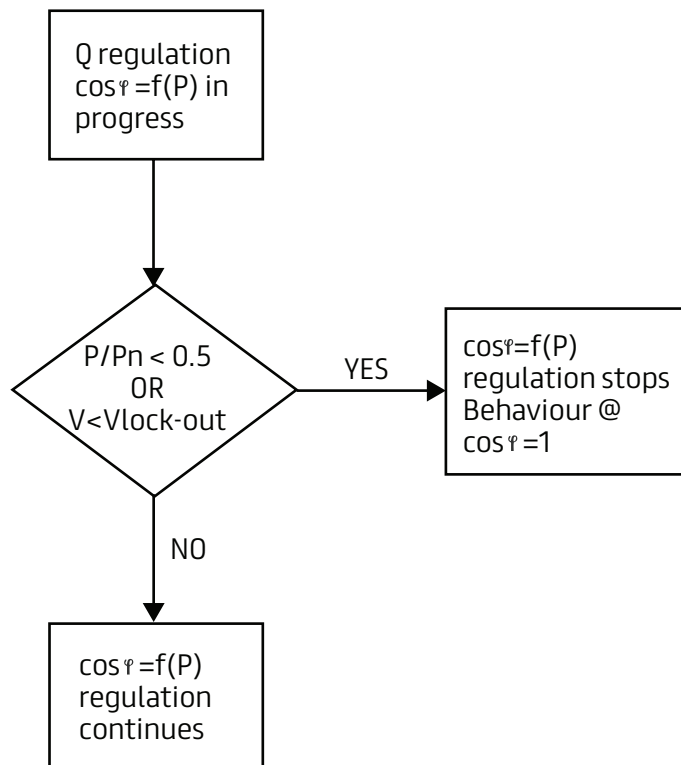 Q regulation
cosφ=f(P) in
progress
P/Pn < 0.5
OR
V<Vlock-out
YES
cosφ=f(P)
regulation stops
Behaviour @
cosφ=1
NO
cosφ=f(P)
regulation
continues